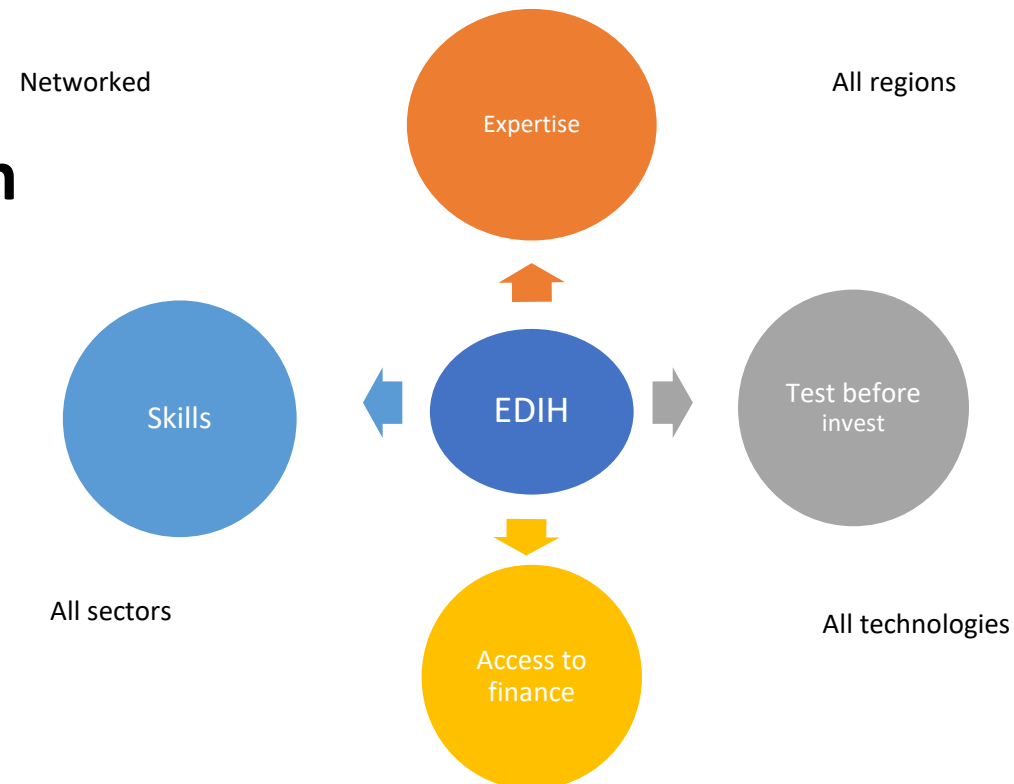 Networked
All regions
Expertise
Skills
EDIH
Test before
invest
All sectors
All technologies
Access to
finance